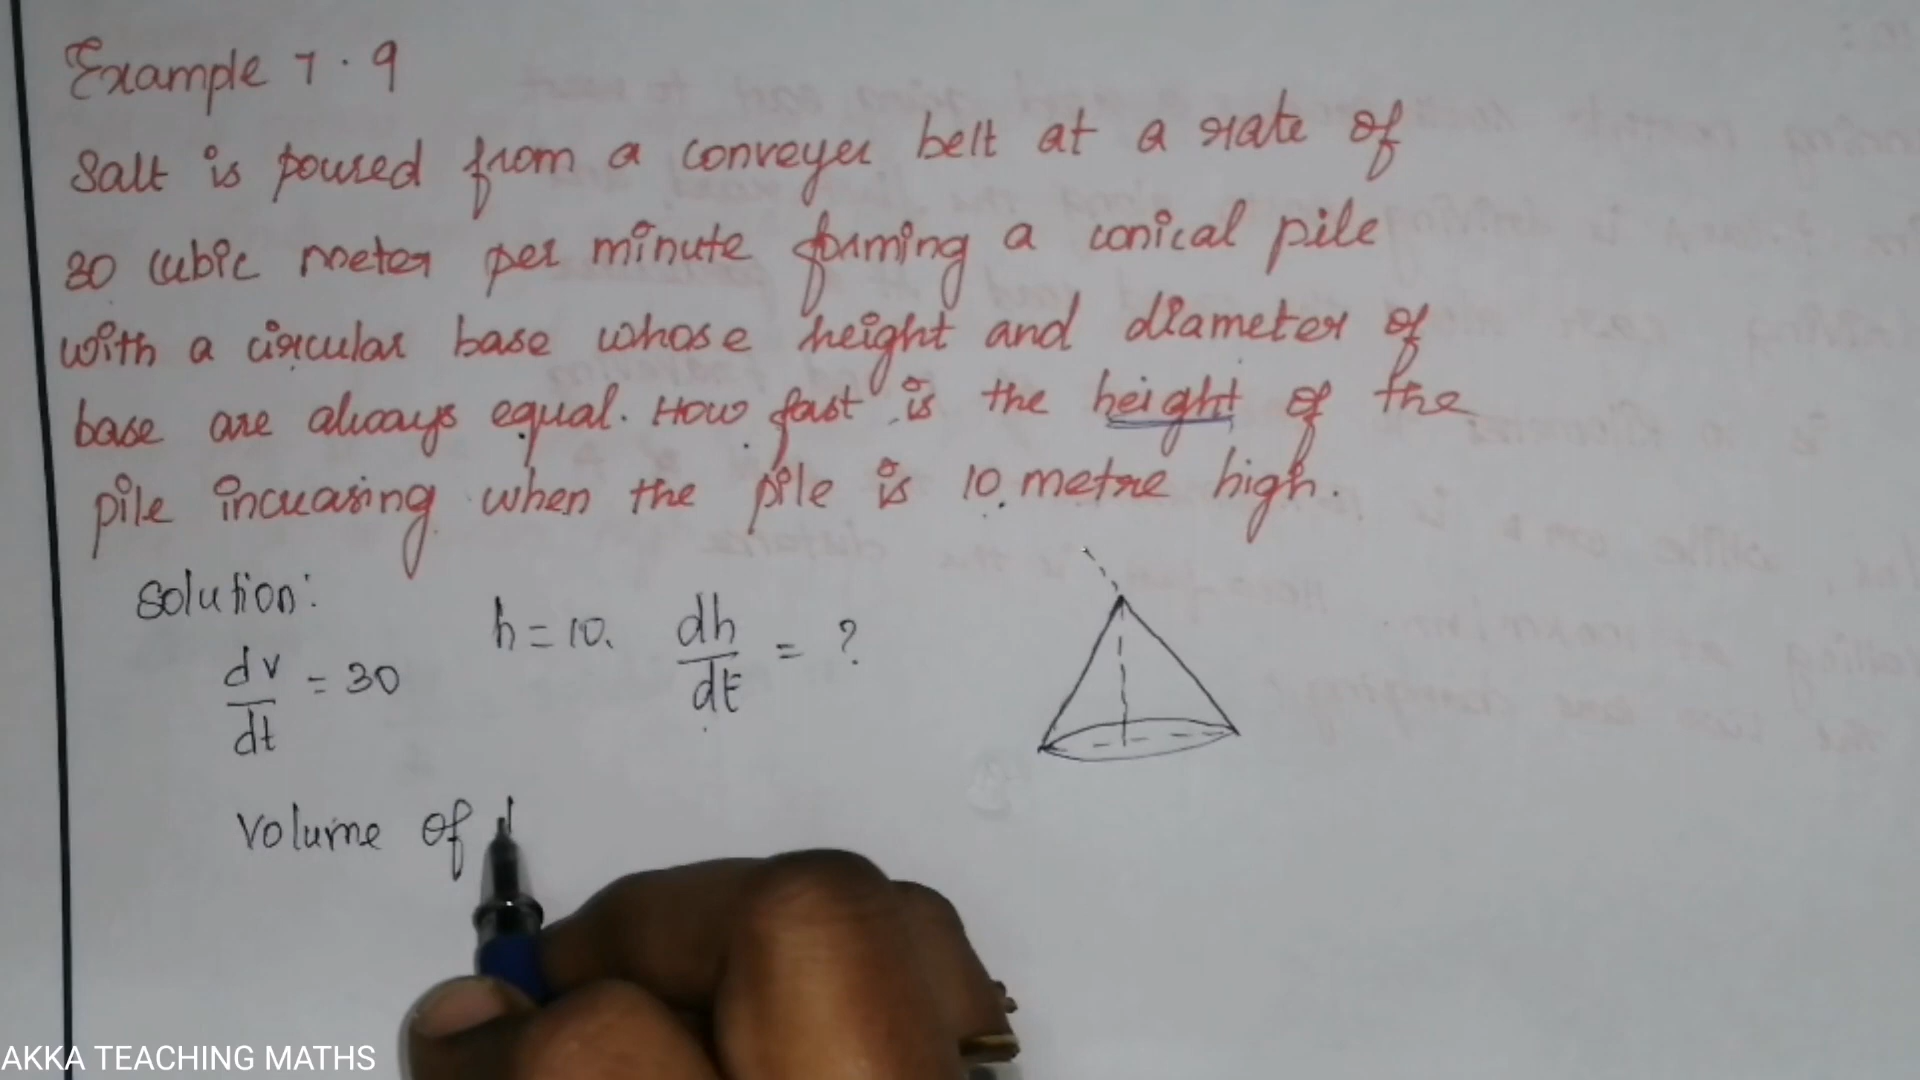 Example 7.9
Salt is poured from a conveyer belt at a rate of
30 cubic meter per minute forming a conical pile
with a circular base whose height and diameter of
base are always equal. How fast is the height of the
pile increasing when the pile is 10 metre high.
Solution:
dv/dt = 30 h = 10. dh/dt = ?
Volume of
AKKA TEACHING MATHS